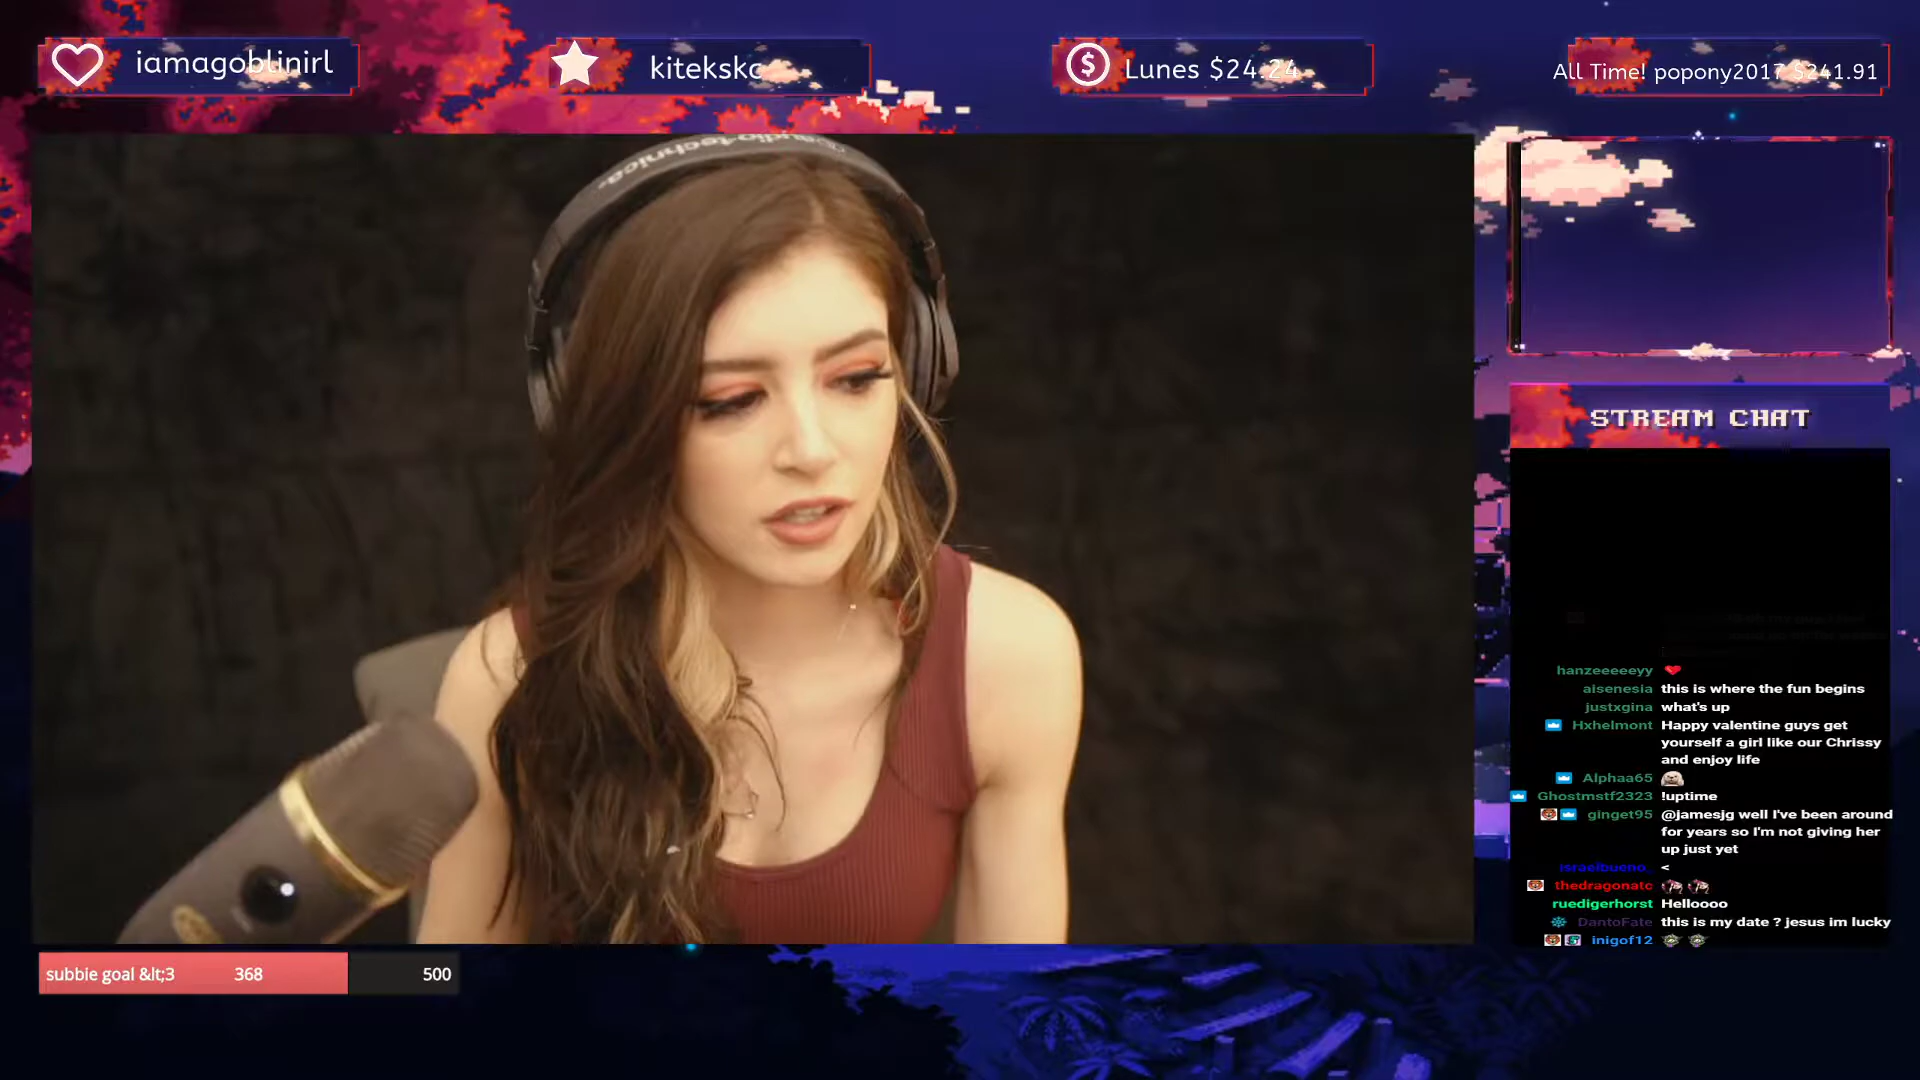 iamagoblinirl
kitekskc
Lunes $24.24
All Time! popony2017 $241.91
audio-technica
STREAM CHAT
hanzeeeeeyy
aisenesia this is where the fun begins
justxgina what's up
Hxhelmont Happy valentine guys get
yourself a girl like our Chrissy
and enjoy life
Alphaa65
Ghostmstf2323 !uptime
ginget95 @jamesjg well I've been around
for years so I'm not giving her
up just yet
israelbueno_ <
thedragonatc
ruedigerhorst Helloooo
DantoFate this is my date ? jesus im lucky
inigof12
subbie goal &lt;3 368 500